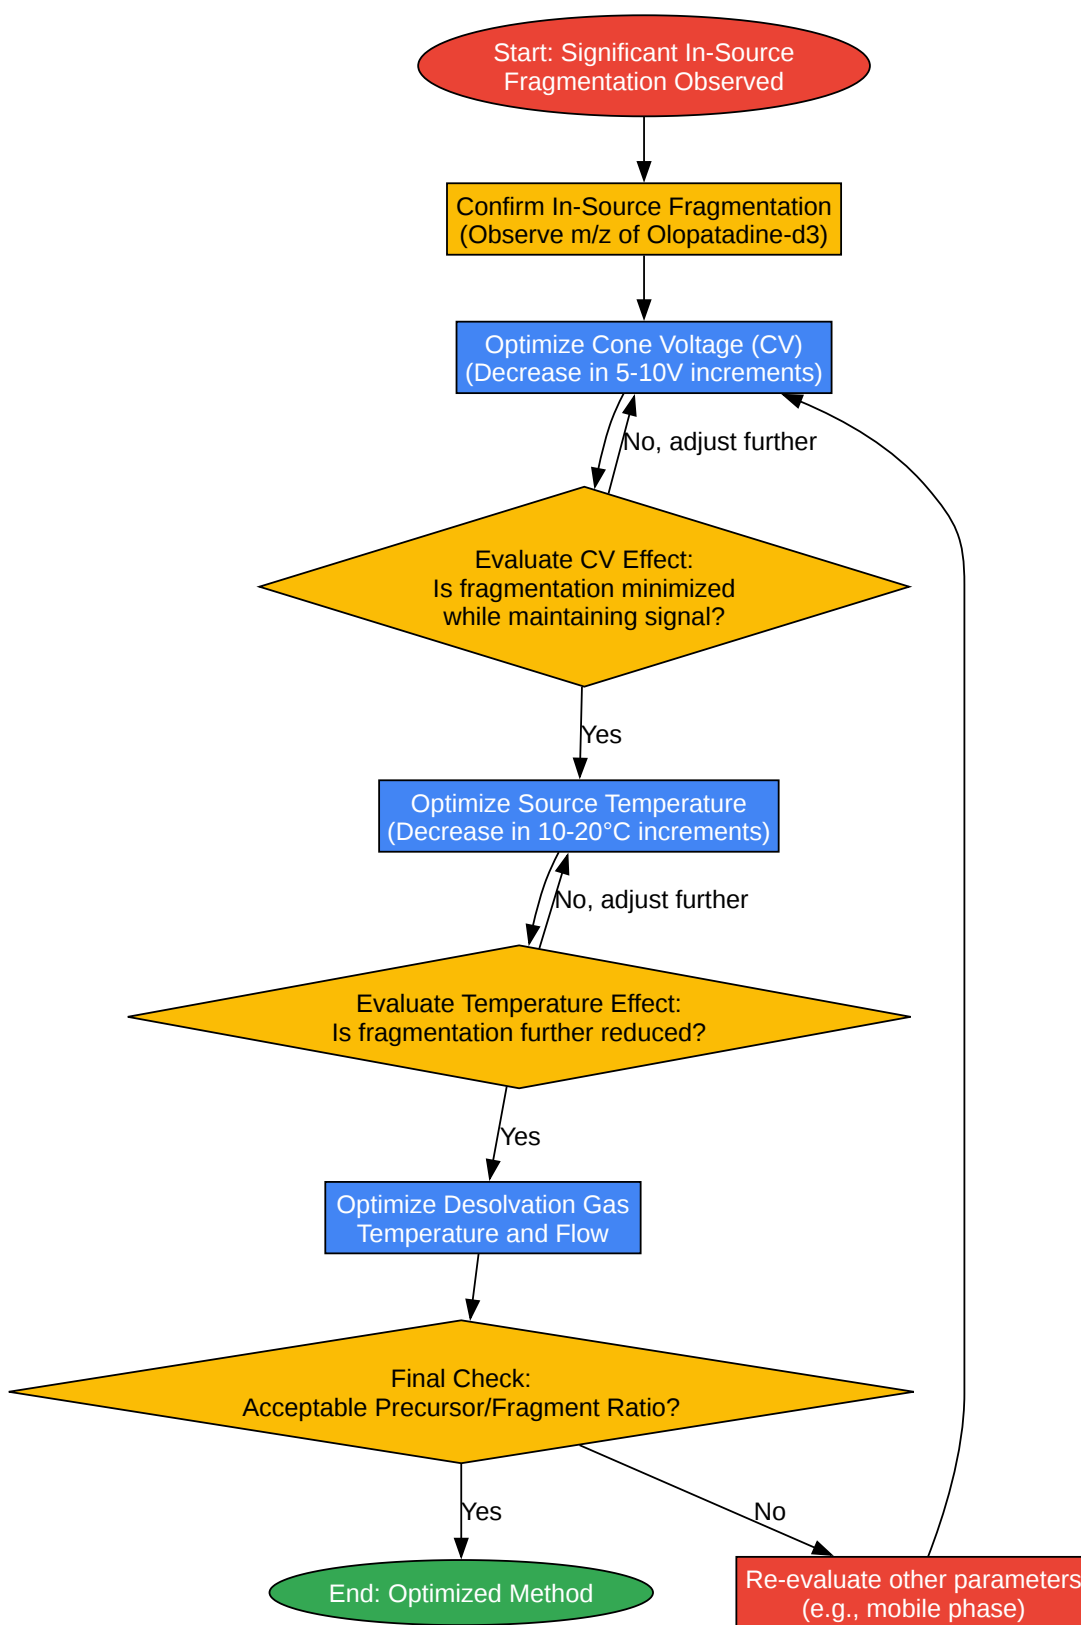 Start: Significant In-Source
Fragmentation Observed
Confirm In-Source Fragmentation
(Observe m/z of Olopatadine-d3)
Optimize Cone Voltage (CV)
(Decrease in 5-10V increments)
No, adjust further
Evaluate CV Effect:
Is fragmentation minimized
while maintaining signal?
Yes
Optimize Source Temperature
(Decrease in 10-20°C increments)
No, adjust further
Evaluate Temperature Effect:
Is fragmentation further reduced?
Yes
Optimize Desolvation Gas
Temperature and Flow
Final Check:
Acceptable Precursor/Fragment Ratio?
Yes
No
End: Optimized Method
Re-evaluate other parameters
(e.g., mobile phase)